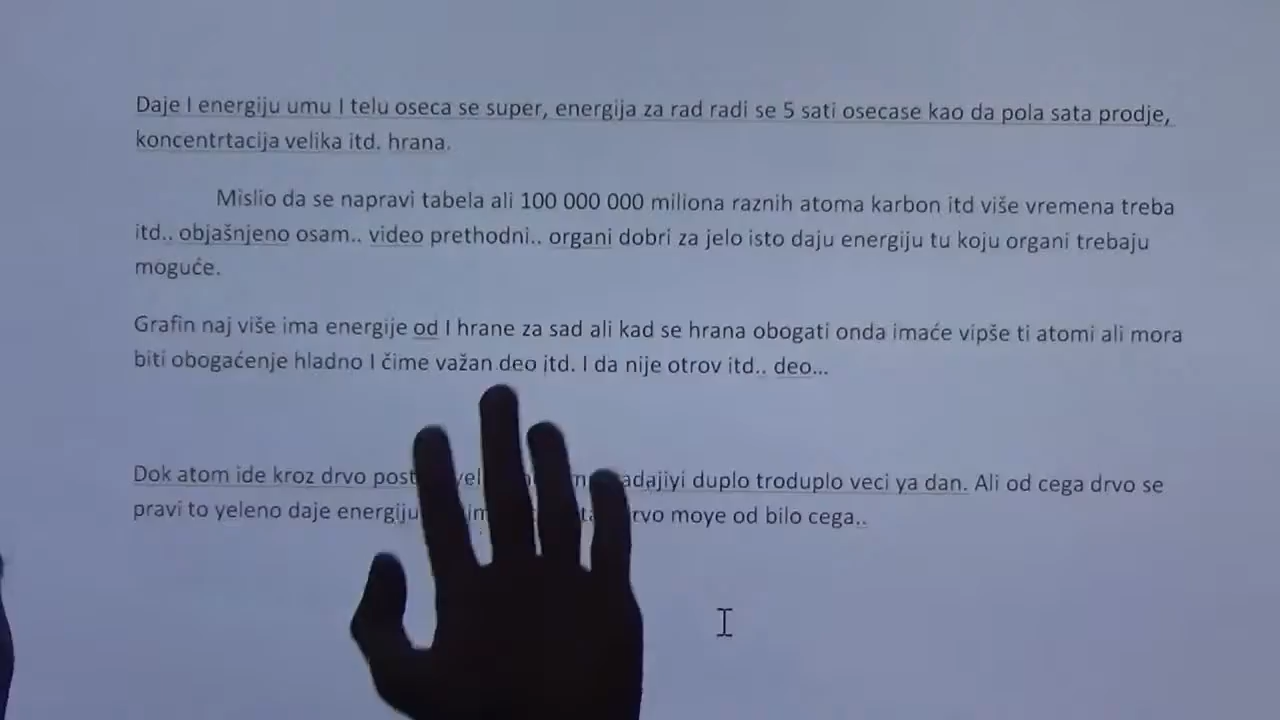 Daje I energiju umu I telu oseca se super, energija za rad radi se 5 sati osecase kao da pola sata prodje,
koncentrtacija velika itd. hrana.
Mislio da se napravi tabela ali 100 000 000 miliona raznih atoma karbon itd više vremena treba
itd.. objašnjeno osam.. video prethodni.. organi dobri za jelo isto daju energiju tu koju organi trebaju
moguće.
Grafin naj više ima energije od I hrane za sad ali kad se hrana obogati onda imaće vipše ti atomi ali mora
biti obogaćenje hladno I čime važan deo itd. I da nije otrov itd.. deo...
Dok atom ide kroz drvo duplo troduplo veci ya dan. Ali od cega drvo se
pravi to yeleno daje energiju moye od bilo cega..